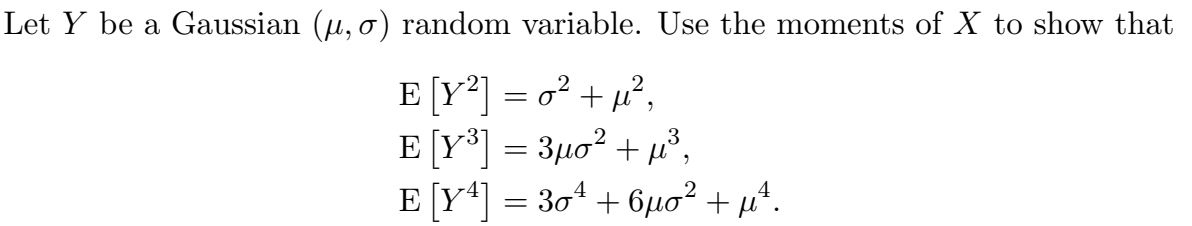 Let Y be a Gaussian (μ, σ) random variable. Use the moments of X to show that
E [Y²] = σ² + μ²,
E [Y³] = 3μσ² + μ³,
E [Y⁴] = 3σ⁴ + 6μσ² + μ⁴.